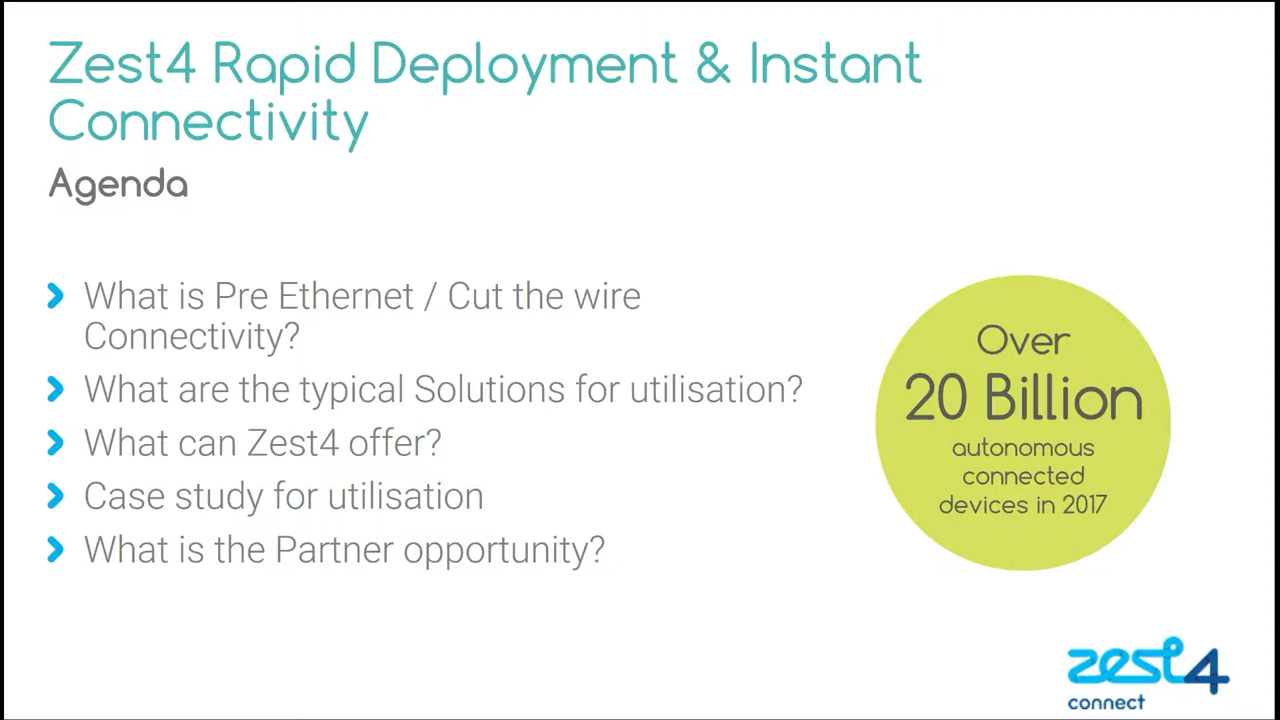 Zest4 Rapid Deployment & Instant
Connectivity
Agenda
What is Pre Ethernet / Cut the wire
Connectivity?
What are the typical Solutions for utilisation?
What can Zest4 offer?
Case study for utilisation
What is the Partner opportunity?
Over
20 Billion
autonomous
connected
devices in 2017
zest4
connect